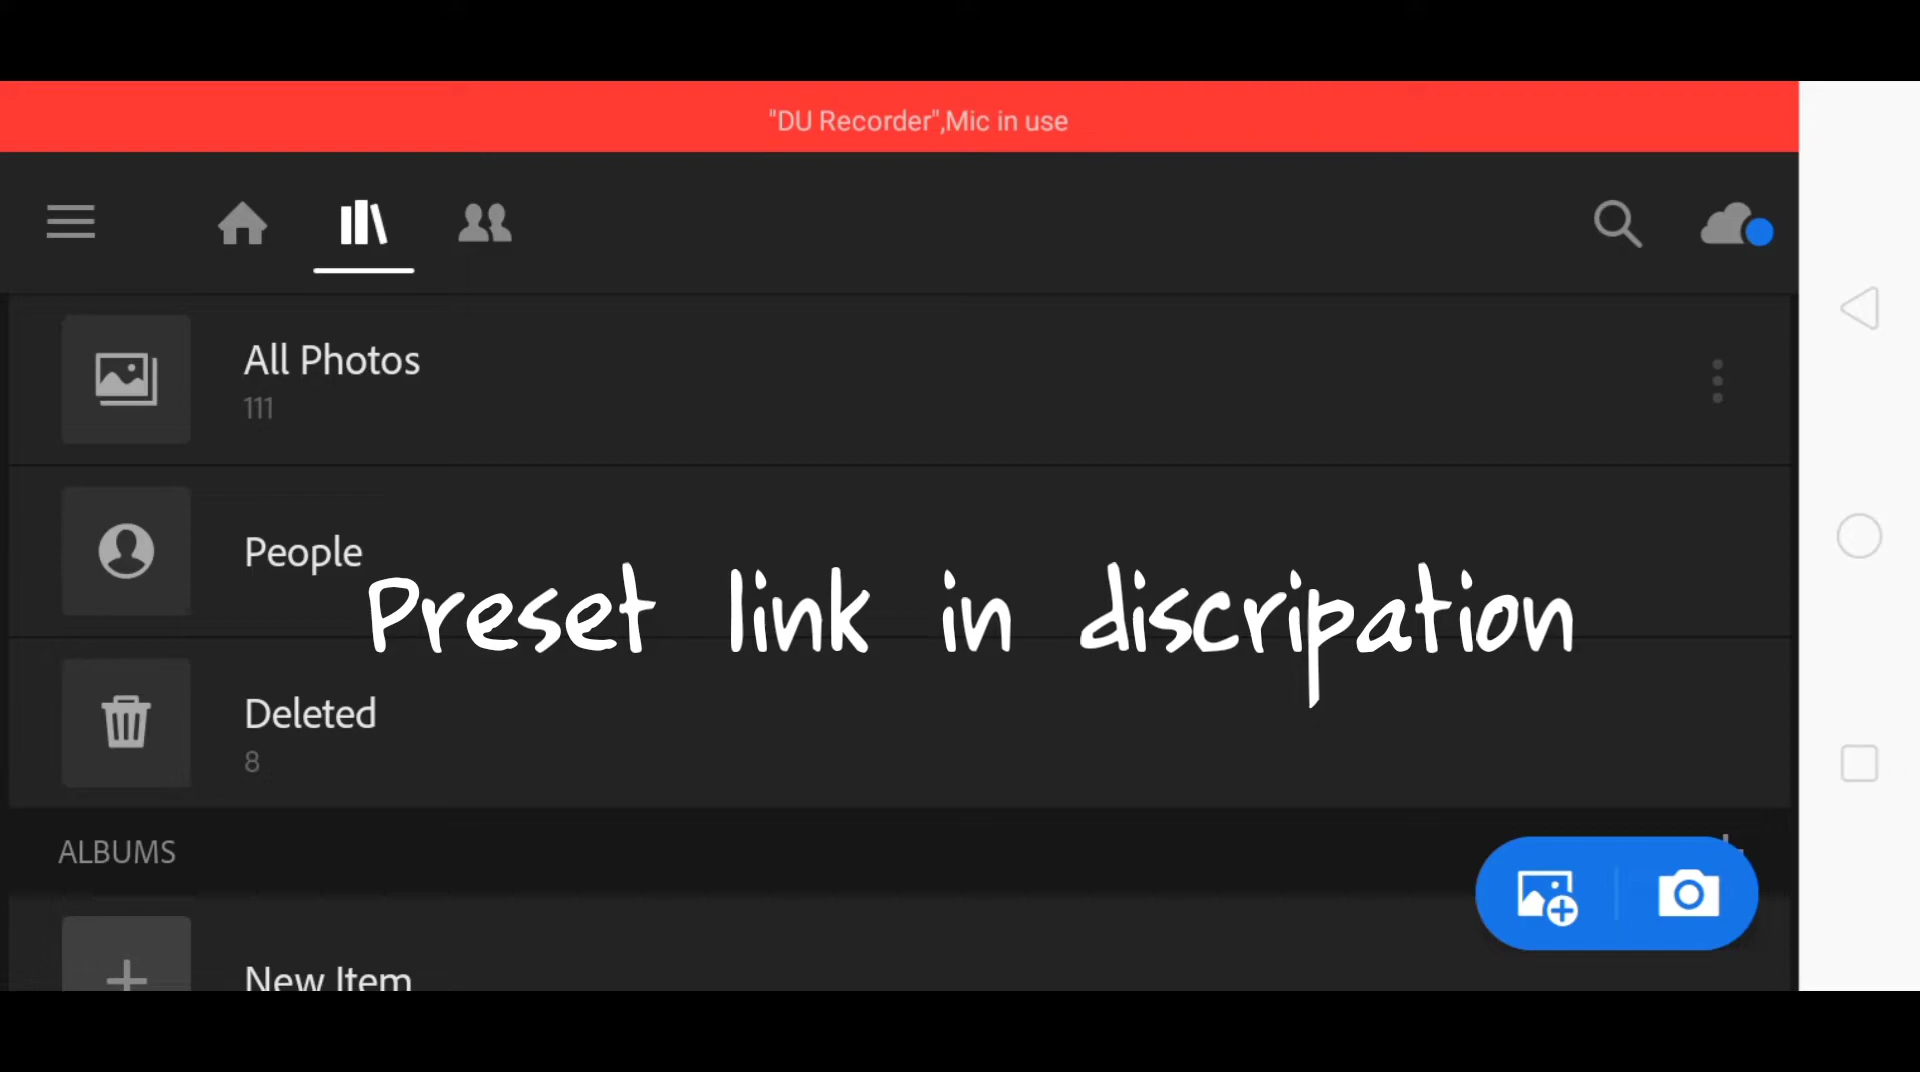 "DU Recorder",Mic in use
All Photos
111
People
Preset link in discripation
Deleted
8
ALBUMS
New Item